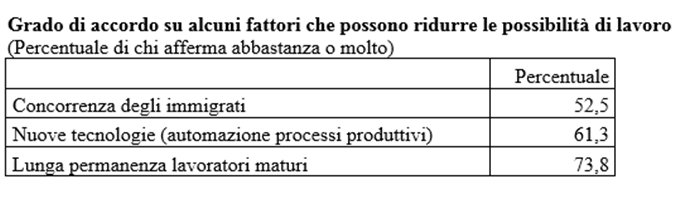 Grado di accordo su alcuni fattori che possono ridurre le possibilità di lavoro
(Percentuale di chi afferma abbastanza o molto)
Percentuale
Concorrenza degli immigrati 52,5
Nuove tecnologie (automazione processi produttivi) 61,3
Lunga permanenza lavoratori maturi 73,8